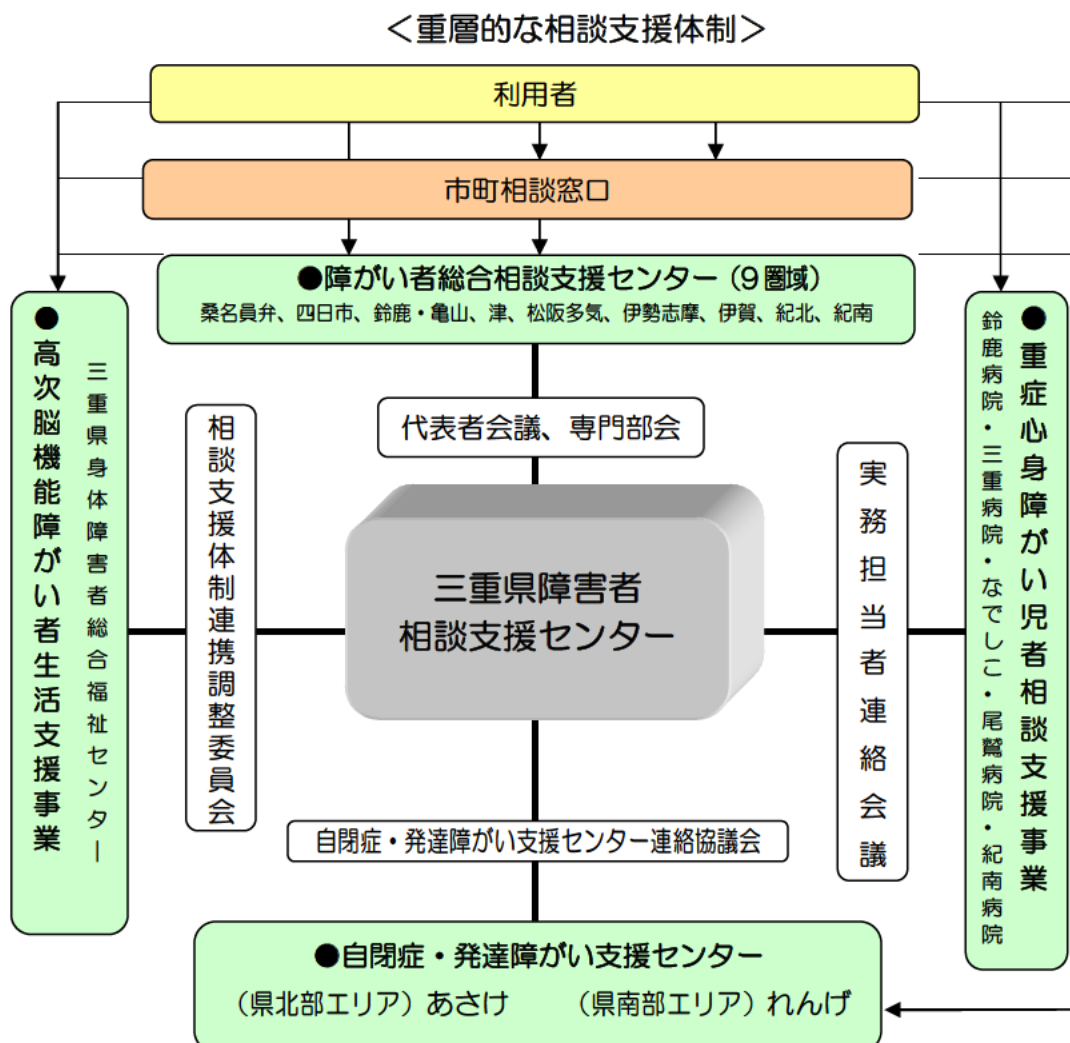 ＜重層的な相談支援体制＞
利用者
市町相談窓口
●障がい者総合相談支援センター（9圏域）
桑名員弁、四日市、鈴鹿・亀山、津、松阪多気、伊勢志摩、伊賀、紀北、紀南
●高次脳機能障がい者生活支援事業
三重県身体障害者総合福祉センター
相談支援体制連携調整委員会
代表者会議、専門部会
三重県障害者
相談支援センター
実務担当者連絡会議
●重症心身障がい児者相談支援事業
鈴鹿病院・三重病院・なでしこ・尾鷲病院・紀南病院
自閉症・発達障がい支援センター連絡協議会
●自閉症・発達障がい支援センター
（県北部エリア）あさけ　　（県南部エリア）れんげ